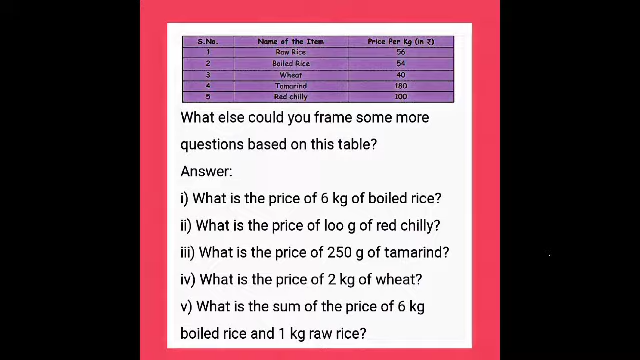 S.No. Name of the Item Price Per Kg (in ₹)
1 Raw Rice 56
2 Boiled Rice 54
3 Wheat 40
4 Tamarind 180
5 Red chilly 100
What else could you frame some more
questions based on this table?
Answer:
i) What is the price of 6 kg of boiled rice?
ii) What is the price of loo g of red chilly?
iii) What is the price of 250 g of tamarind?
iv) What is the price of 2 kg of wheat?
v) What is the sum of the price of 6 kg
boiled rice and 1 kg raw rice?